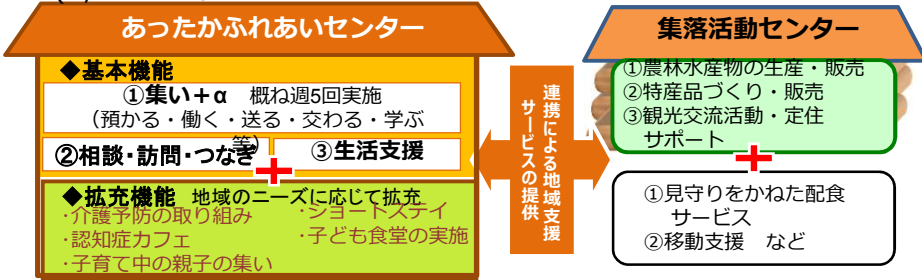 あったかふれあいセンター
◆基本機能
①集い+α 概ね週5回実施
(預かる・働く・送る・交わる・学ぶ
等)
②相談・訪問・つなぎ
③生活支援
◆拡充機能 地域のニーズに応じて拡充
・介護予防の取り組み
・認知症カフェ
・子育て中の親子の集い
・ショートステイ
・子ども食堂の実施
連携による地域支援
サービスの提供
集落活動センター
①農林水産物の生産・販売
②特産品づくり・販売
③観光交流活動・定住
サポート
①見守りをかねた配食
サービス
②移動支援 など